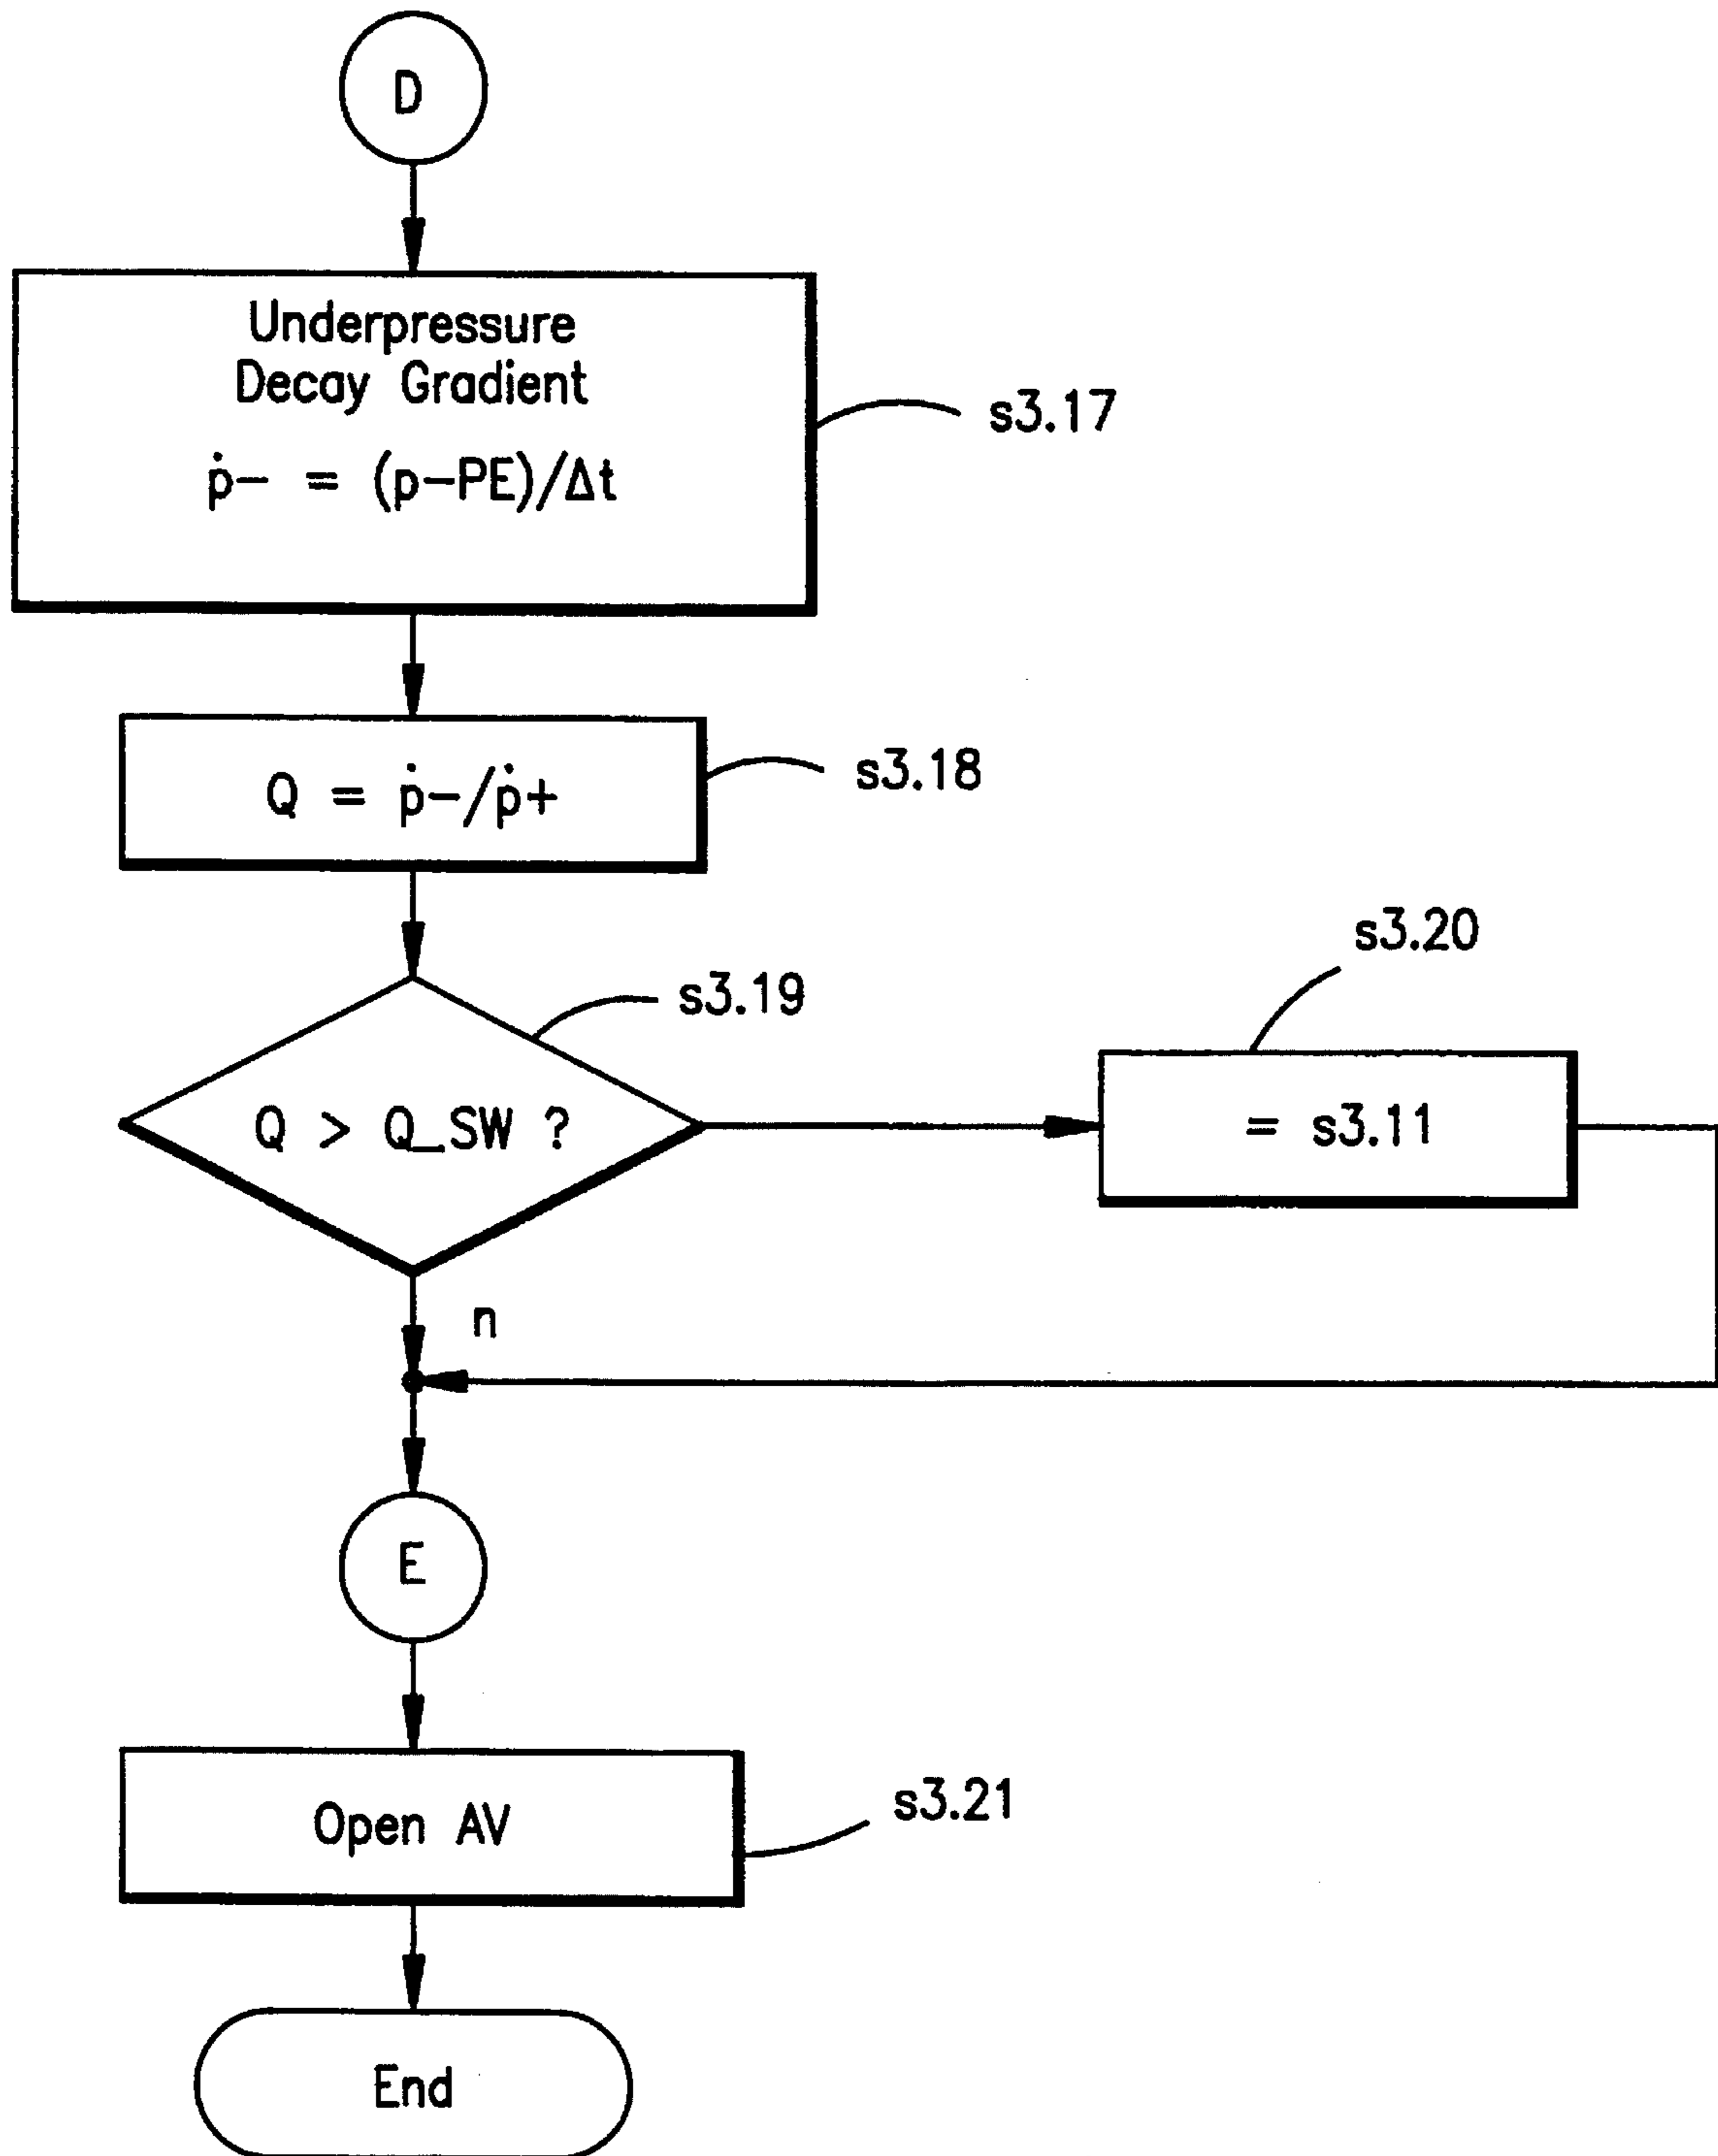 D
Underpressure
Decay Gradient
ṗ- = (p-PE)/Δt
s3.17
Q = ṗ-/ṗ+
s3.18
s3.20
s3.19
Q > Q_SW ?
= s3.11
n
E
Open AV
s3.21
End